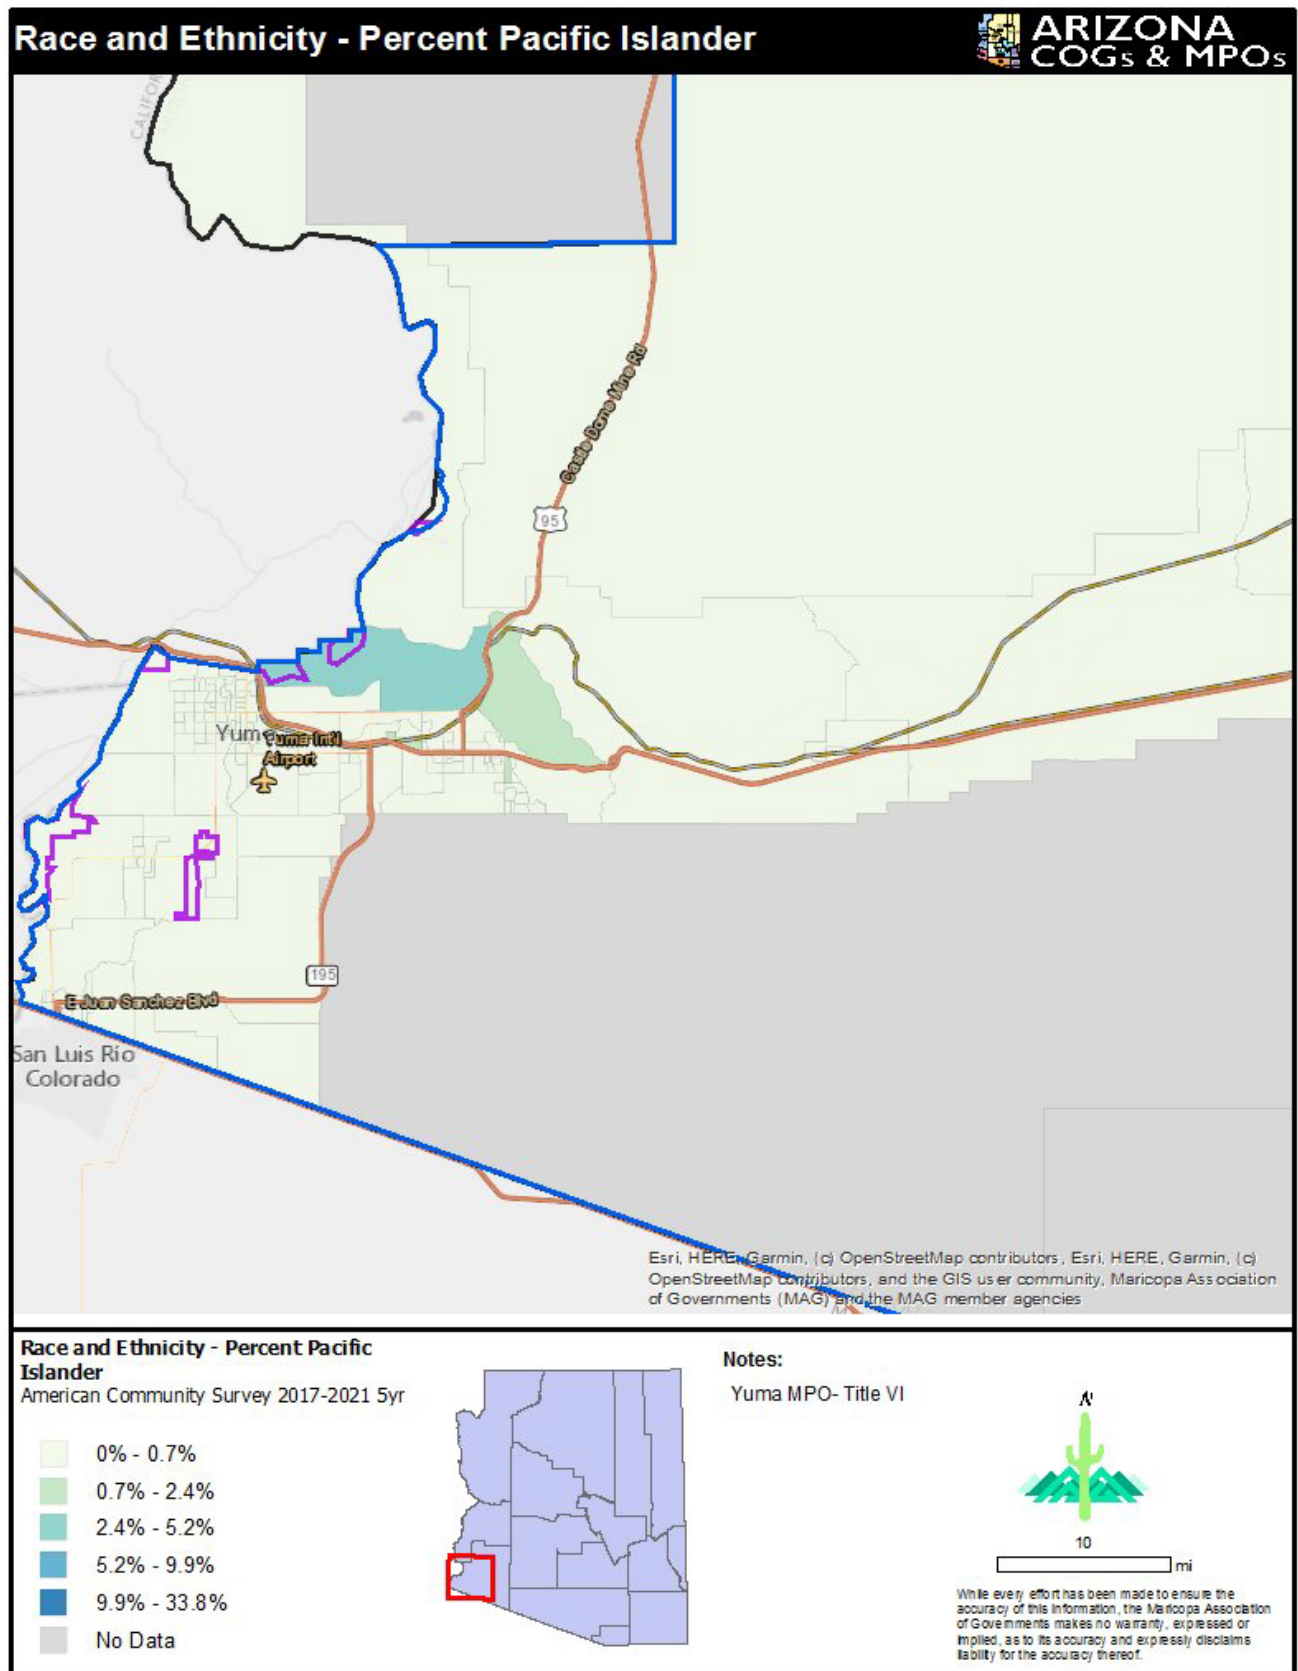 Race and Ethnicity - Percent Pacific Islander
ARIZONA
COGs & MPOs
95
Castle Dome Mine Rd
Yuma Int'l
Airport
195
E Juan Sanchez Blvd
San Luis Río
Colorado
Esri, HERE, Garmin, (c) OpenStreetMap contributors, Esri, HERE, Garmin, (c)
OpenStreetMap contributors, and the GIS user community, Maricopa Association
of Governments (MAG) and the MAG member agencies
Race and Ethnicity - Percent Pacific
Islander
American Community Survey 2017-2021 5yr
0% - 0.7%
0.7% - 2.4%
2.4% - 5.2%
5.2% - 9.9%
9.9% - 33.8%
No Data
Notes:
Yuma MPO- Title VI
N
10
mi
While every effort has been made to ensure the
accuracy of this information, the Maricopa Association
of Governments makes no warranty, expressed or
implied, as to its accuracy and expressly disclaims
liability for the accuracy thereof.